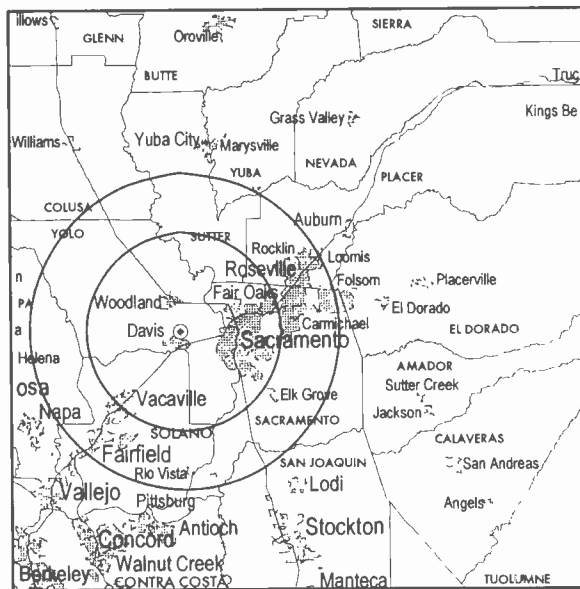 illows
GLENN
Oroville
SIERRA
BUTTE
Truc
Kings Be
Grass Valley
Williams
Yuba City
Marysville
NEVADA
YUBA
PLACER
COLUSA
YOLO
SUTTER
Auburn
Rocklin
Loomis
Roseville
n
PA
a
Helena
osa
Napa
Woodland
Fair Oaks
Folsom
Placerville
El Dorado
Davis
Carmichael
Sacramento
EL DORADO
AMADOR
Sutter Creek
Jackson
Vacaville
Elk Grove
SACRAMENTO
SOLANO
CALAVERAS
Fairfield
Rio Vista
SAN JOAQUIN
San Andreas
Vallejo
Pittsburg
Lodi
Angels
Concord
Antioch
Stockton
Walnut Creek
Berkeley
CONTRA COSTA
Manteca
TUOLUMNE